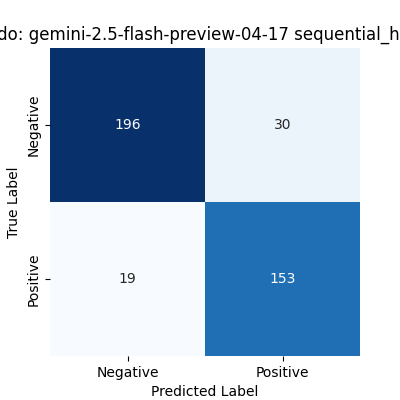 do: gemini-2.5-flash-preview-04-17 sequential_h
Negative
196
30
True Label
Positive
19
153
Negative
Positive
Predicted Label